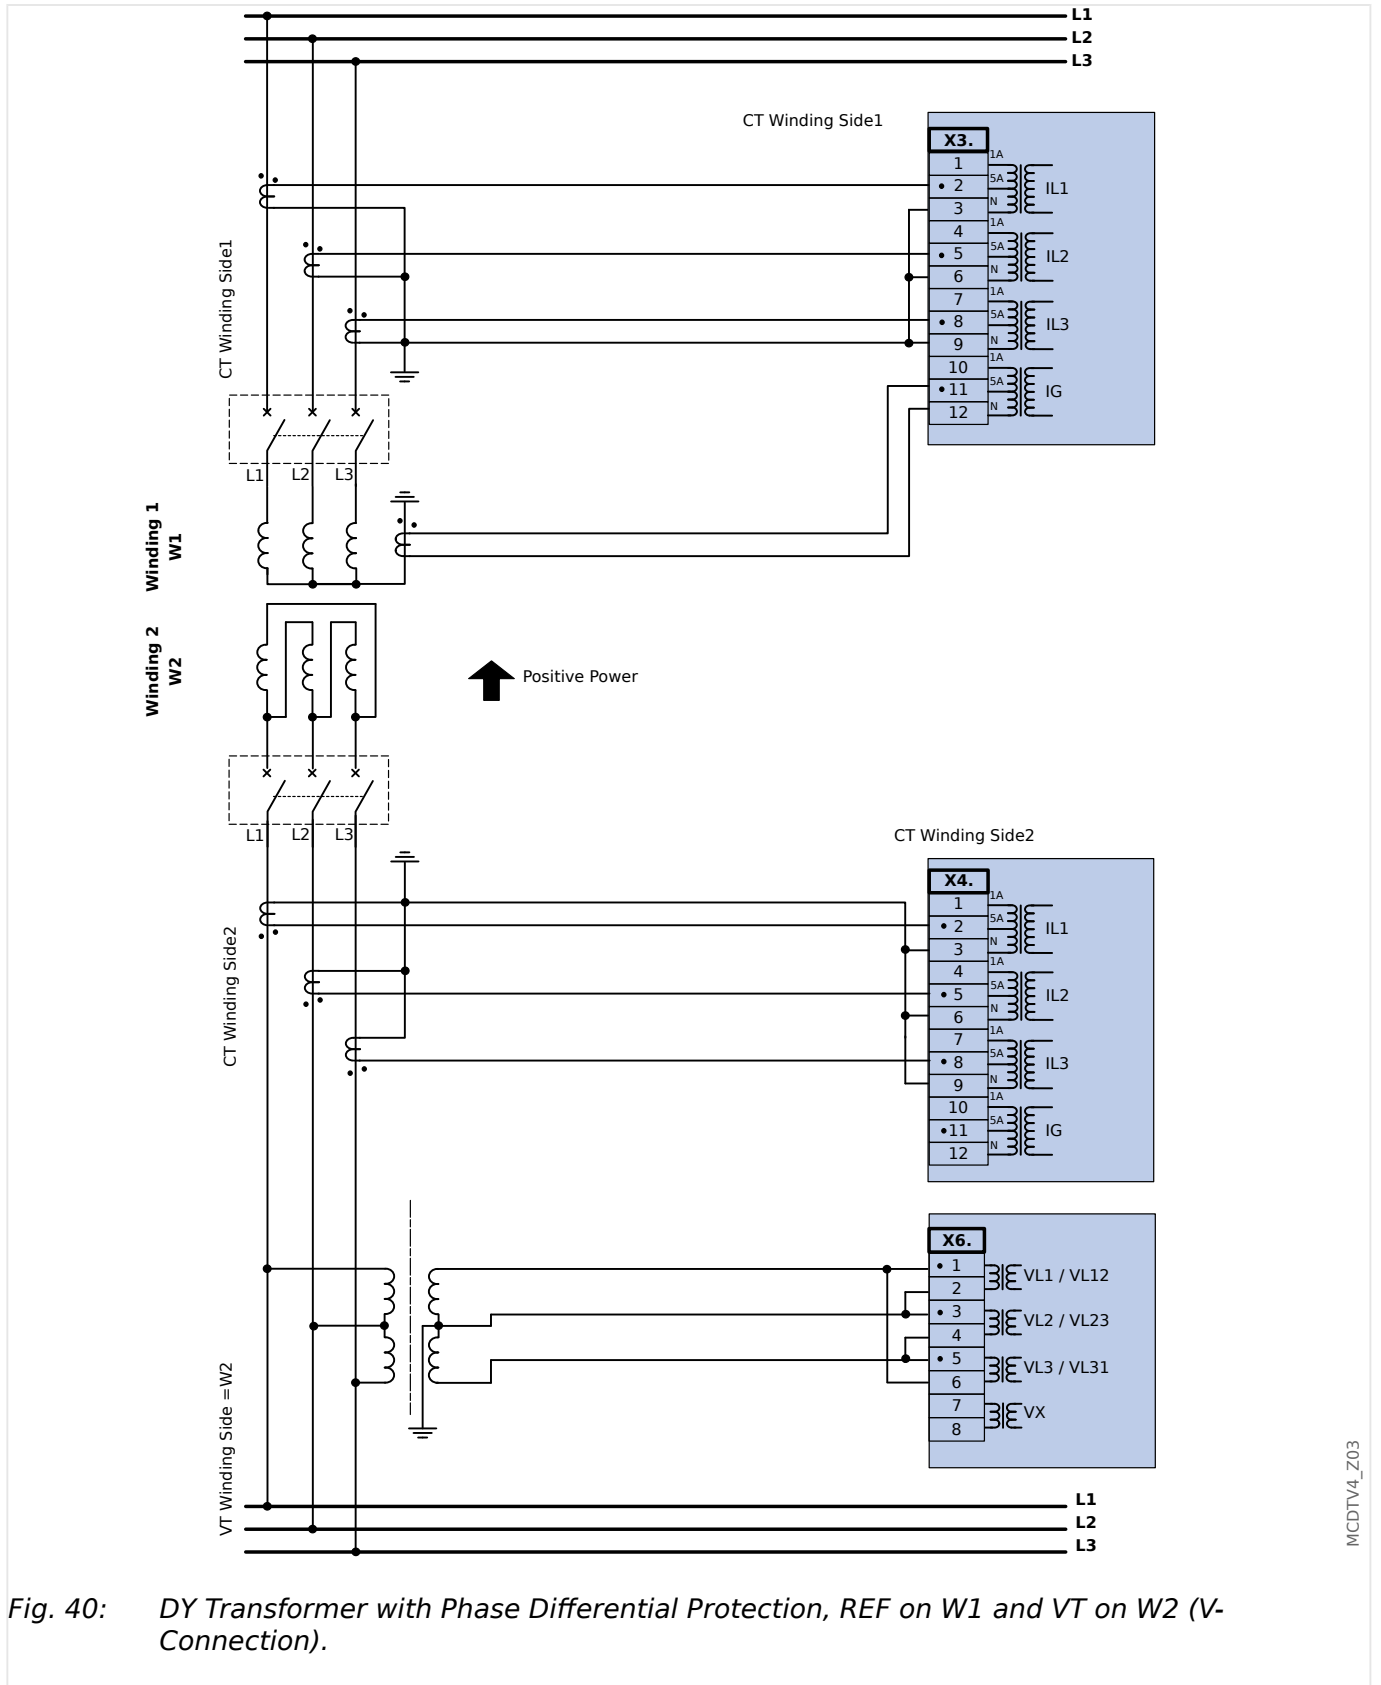 L1
L2
L3
CT Winding Side1
X3.
1 1A
2 5A IL1
3 N
4 1A
5 5A IL2
6 N
7 1A
8 5A IL3
9 N
10 1A
11 5A IG
12 N
CT Winding Side1
L1 L2 L3
Winding 1
W1
Winding 2
W2
Positive Power
L1 L2 L3
CT Winding Side2
X4.
1 1A
2 5A IL1
3 N
4 1A
5 5A IL2
6 N
7 1A
8 5A IL3
9 N
10 1A
11 5A IG
12 N
CT Winding Side2
X6.
1
2
VL1 / VL12
3
4
VL2 / VL23
5
6
VL3 / VL31
7
8
VX
VT Winding Side =W2
L1
L2
L3
MCDTV4_Z03
Fig. 40: DY Transformer with Phase Differential Protection, REF on W1 and VT on W2 (V-
Connection).